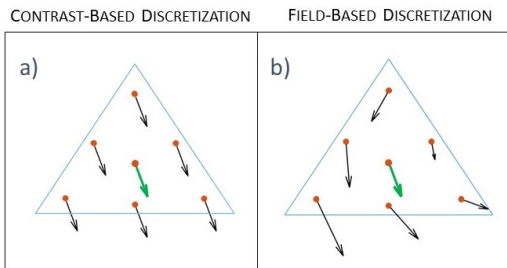 CONTRAST-BASED DISCRETIZATION
FIELD-BASED DISCRETIZATION
a)
b)